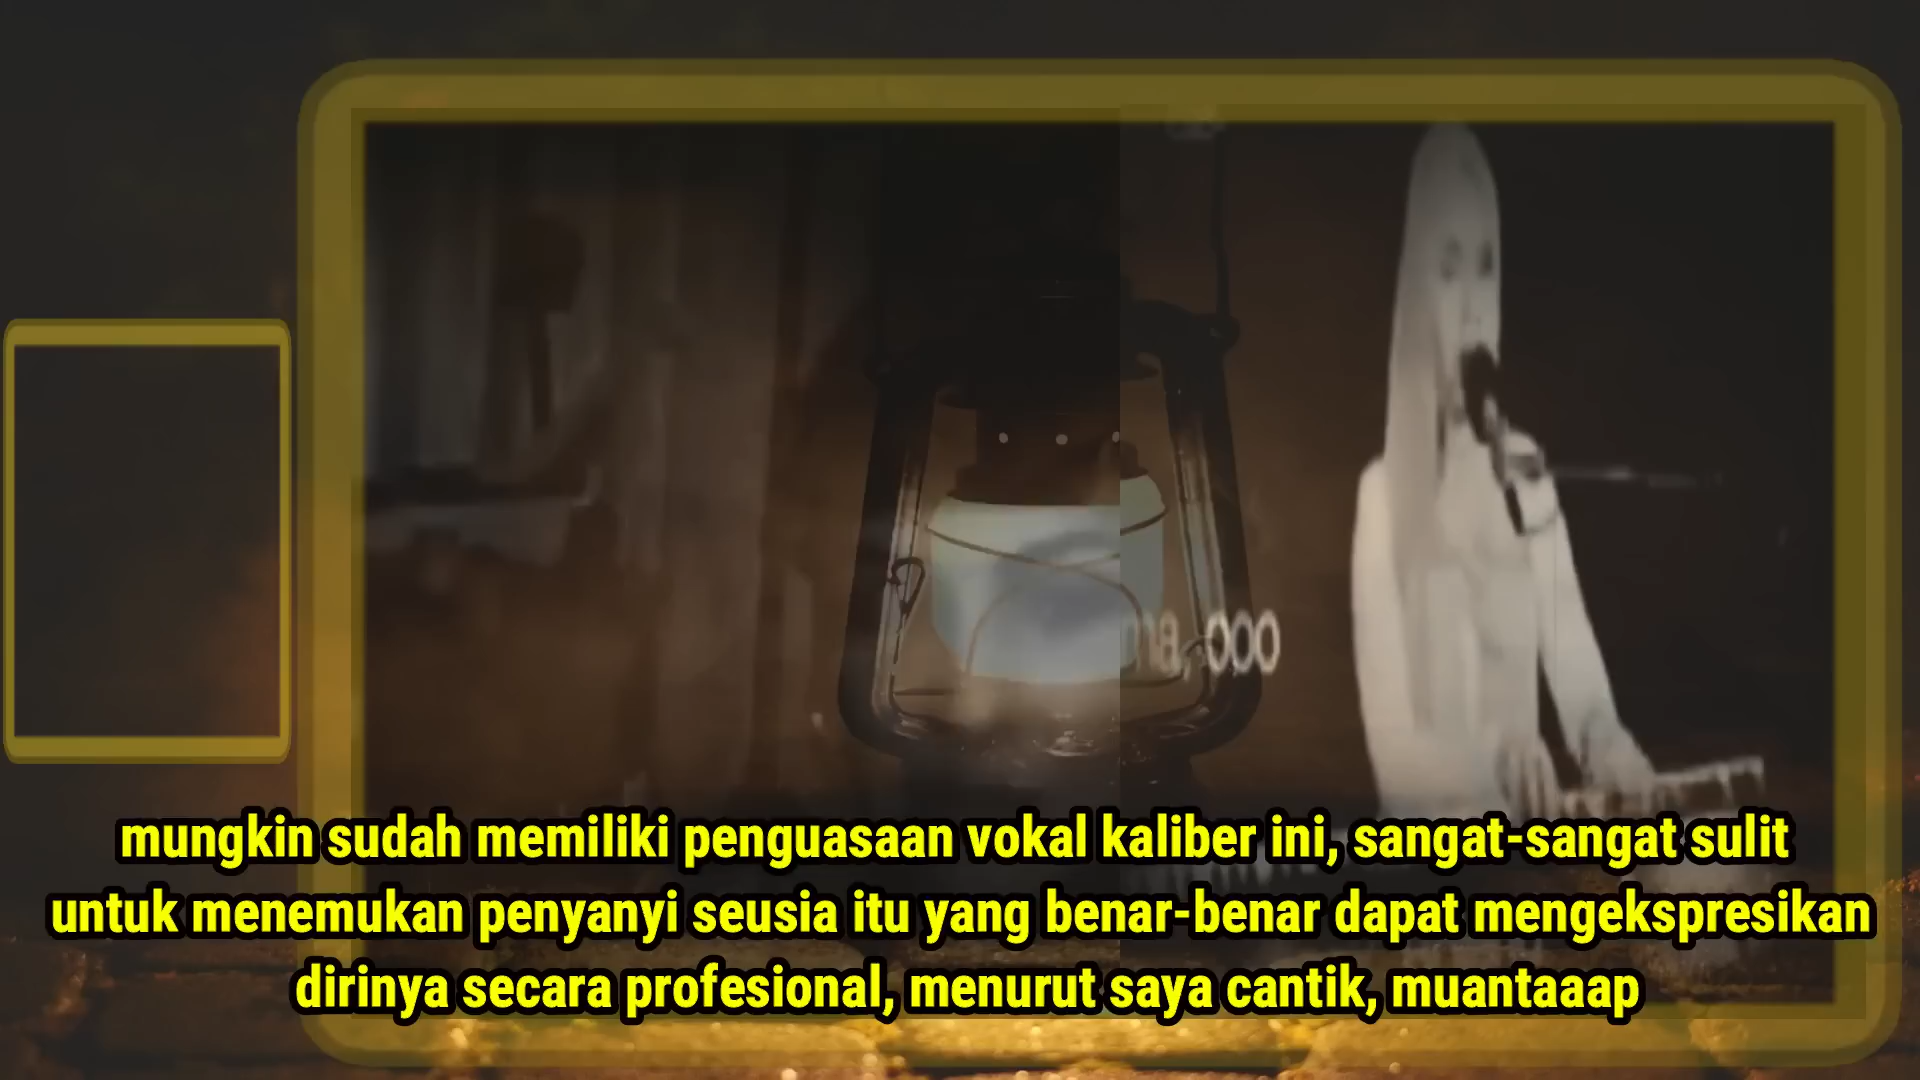 ooo
mungkin sudah memiliki penguasaan vokal kaliber ini, sangat-sangat sulit
untuk menemukan penyanyi seusia itu yang benar-benar dapat mengekspresikan
dirinya secara profesional, menurut saya cantik, muantaaap